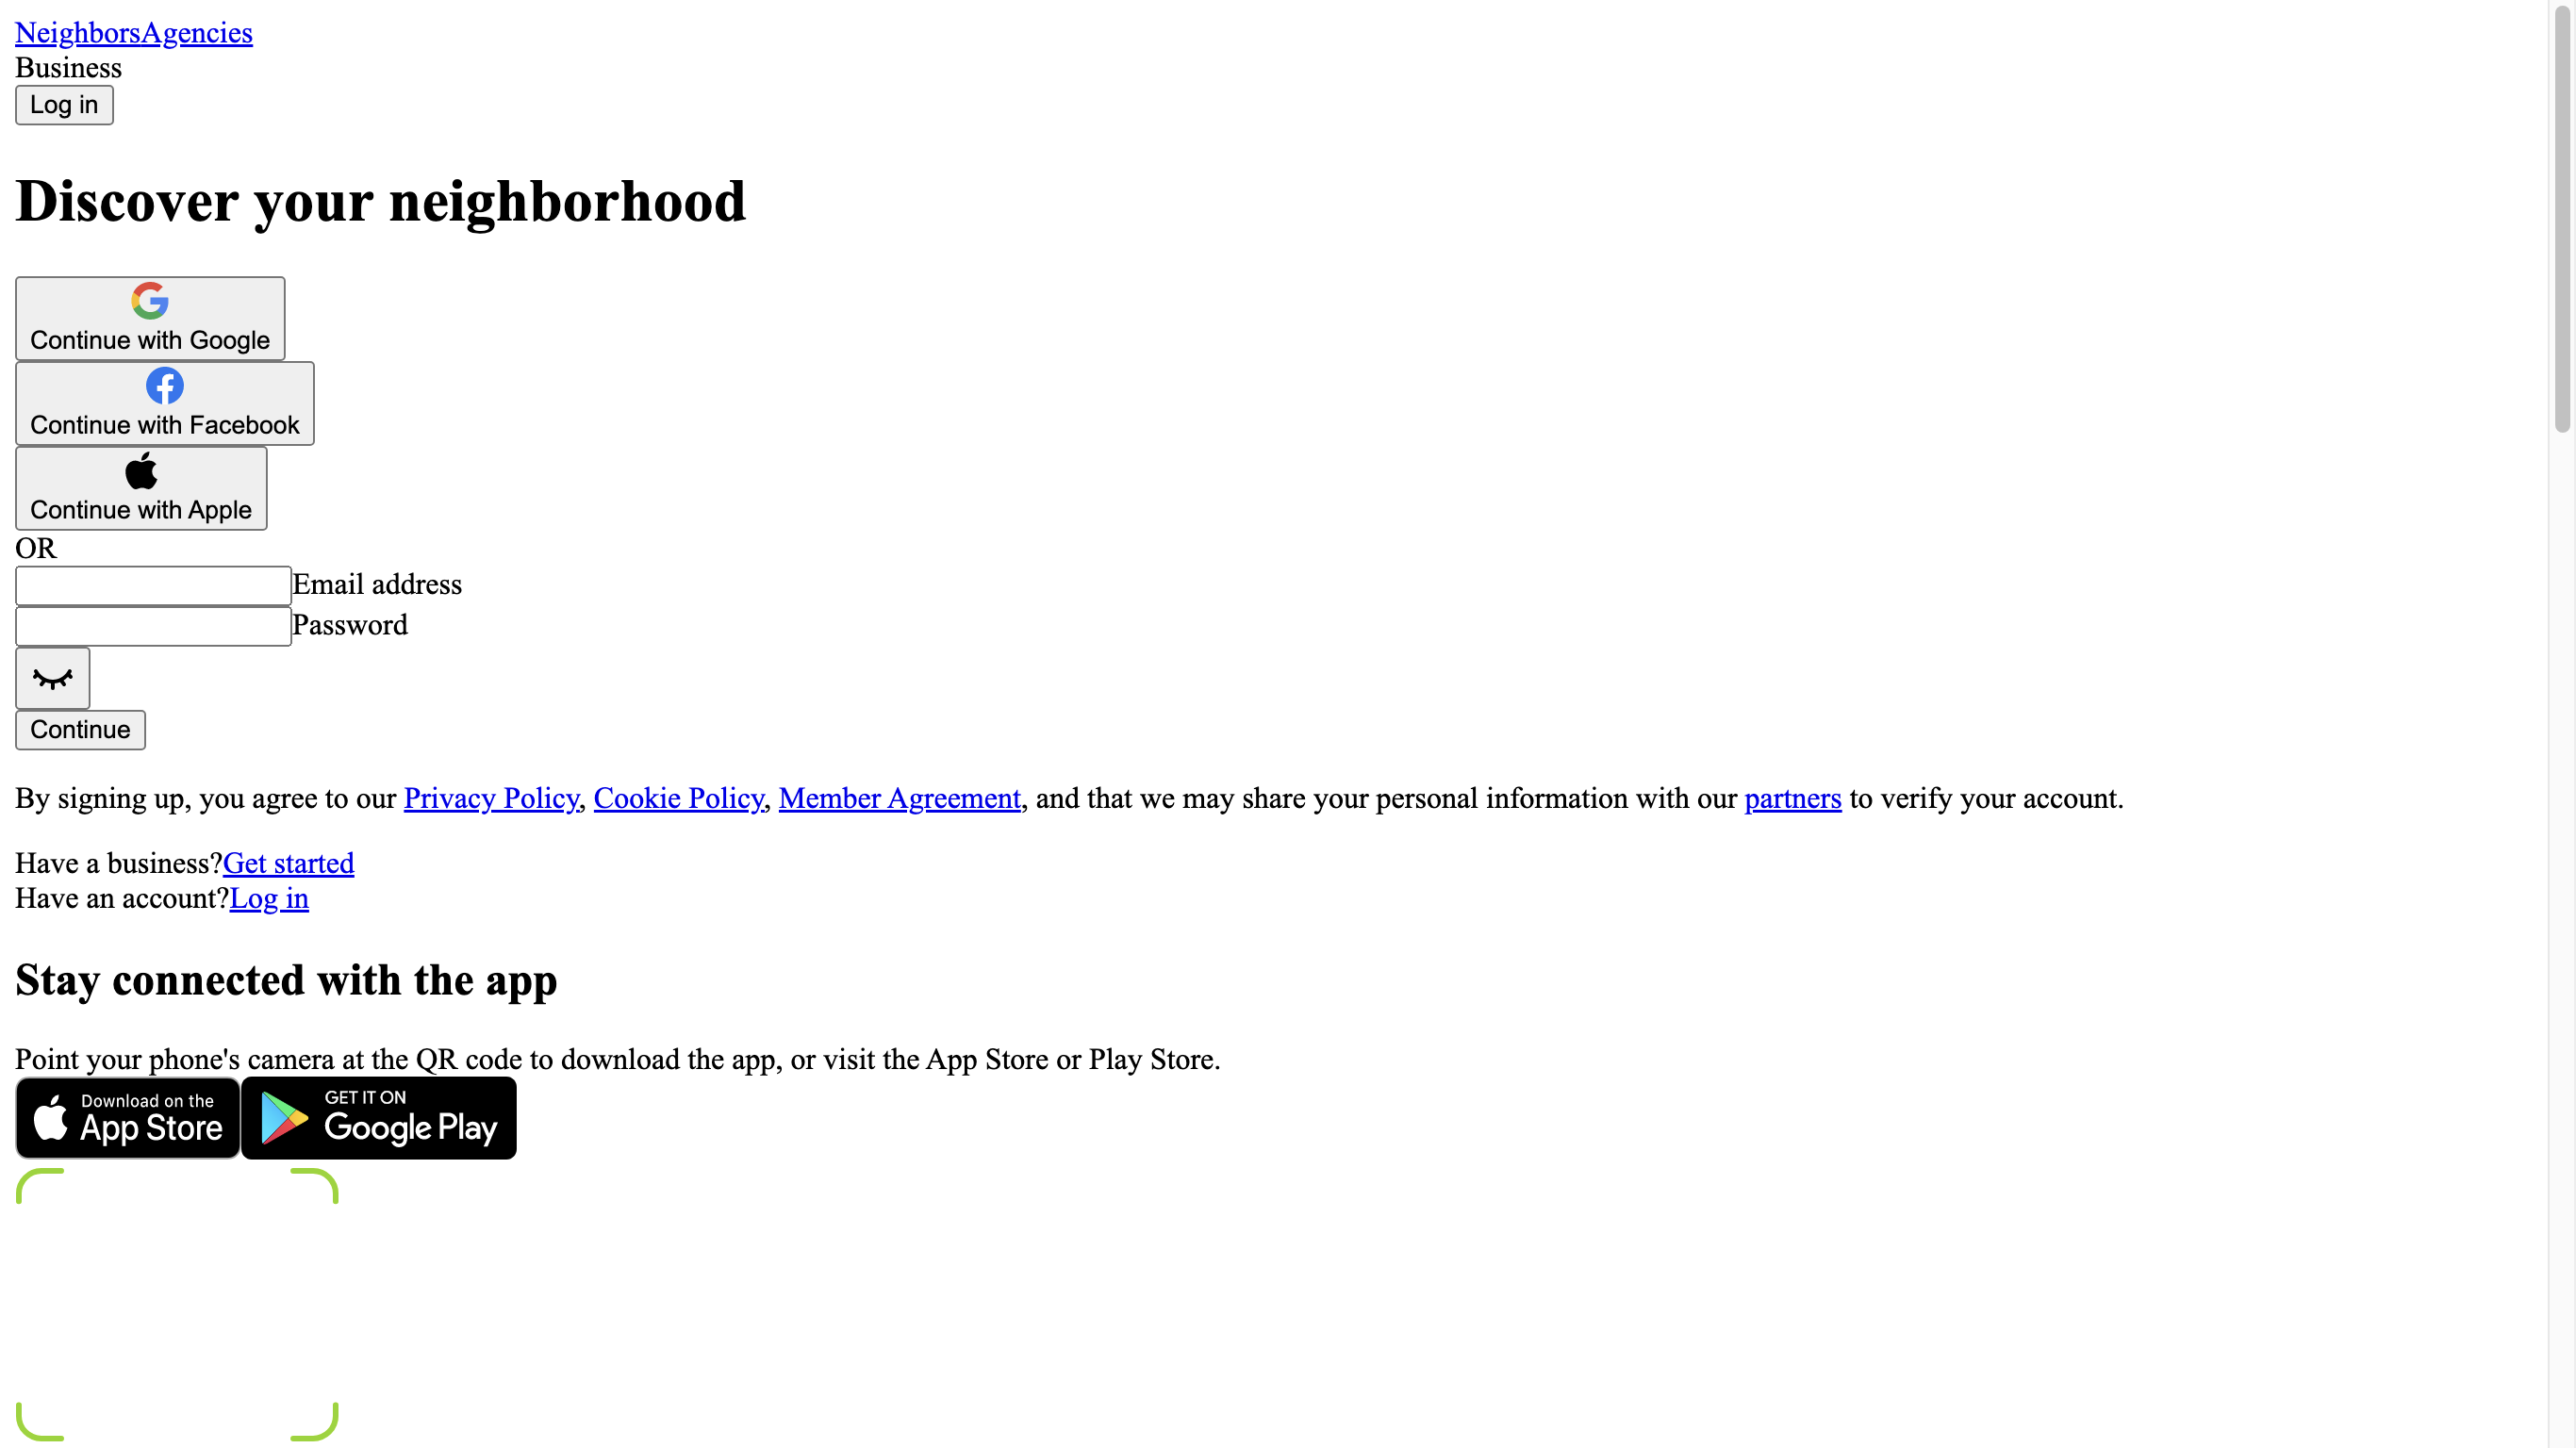 NeighborsAgencies
Business
Log in
Discover your neighborhood
Continue with Google
Continue with Facebook
Continue with Apple
OR
Email address
Password
Continue
By signing up, you agree to our Privacy Policy, Cookie Policy, Member Agreement, and that we may share your personal information with our partners to verify your account.
Have a business?Get started
Have an account?Log in
Stay connected with the app
Point your phone's camera at the QR code to download the app, or visit the App Store or Play Store.
Download on the
App Store
GET IT ON
Google Play